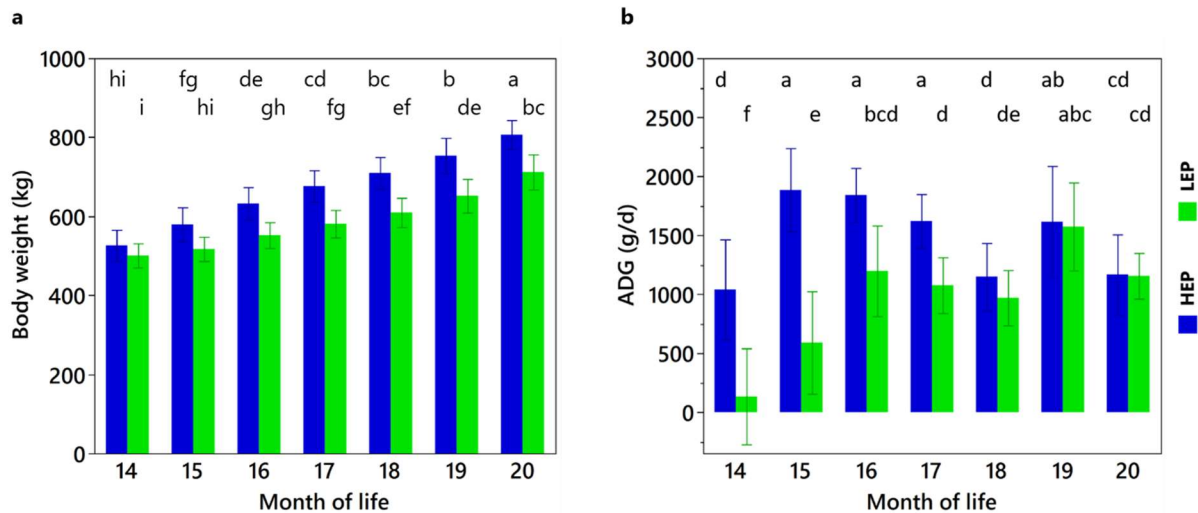 a
Body weight (kg)
1000
800
600
400
200
0
hi fg de cd bc b a
i hi gh fg ef de bc
14 15 16 17 18 19 20
Month of life
b
ADG (g/d)
3000
2500
2000
1500
1000
500
0
d a a a d ab cd
f e bcd d de abc cd
14 15 16 17 18 19 20
Month of life
LEP
HEP